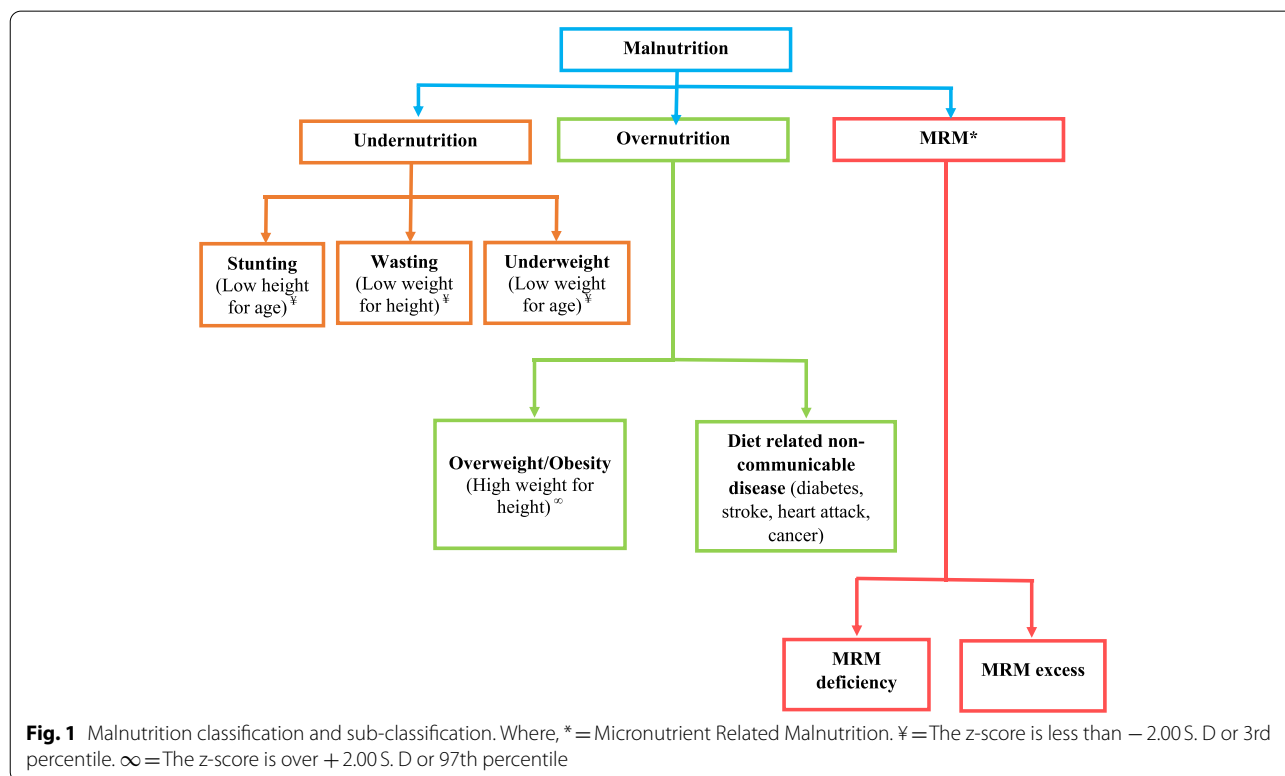 Malnutrition
Undernutrition
Overnutrition
MRM*
Stunting
(Low height
for age)¥
Wasting
(Low weight
for height)¥
Underweight
(Low weight
for age)¥
Overweight/Obesity
(High weight for
height)∞
Diet related non-
communicable
disease (diabetes,
stroke, heart attack,
cancer)
MRM
deficiency
MRM excess
Fig. 1 Malnutrition classification and sub-classification. Where, * = Micronutrient Related Malnutrition. ¥ = The z-score is less than − 2.00 S. D or 3rd
percentile. ∞ = The z-score is over + 2.00 S. D or 97th percentile